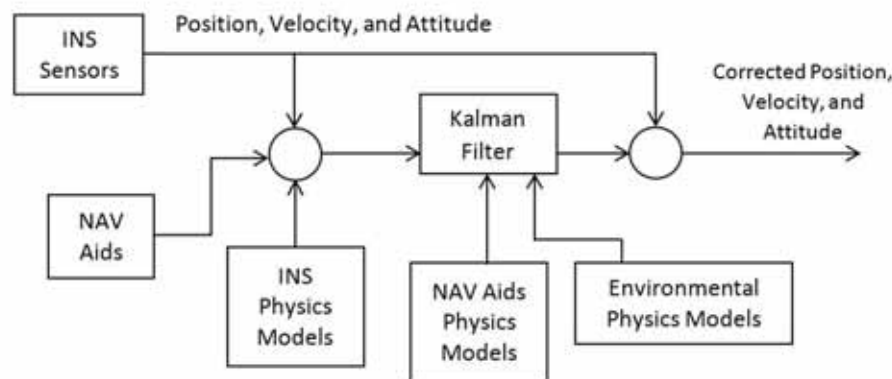 INS
Sensors
Position, Velocity, and Attitude
Corrected Position,
Velocity, and
Attitude
Kalman
Filter
NAV
Aids
INS
Physics
Models
NAV Aids
Physics
Models
Environmental
Physics Models